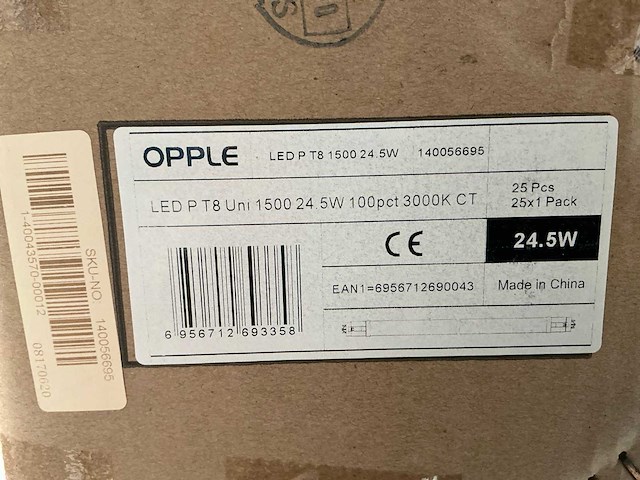 OPPLE LED P T8 1500 24.5W 140056695
LED P T8 Uni 1500 24.5W 100pct 3000K CT
25 Pcs
25x1 Pack
CE
24.5W
EAN1=6956712690043
Made in China
6 956712 693358
SKU-NO. 140056695
1-40043570-00012 08170620